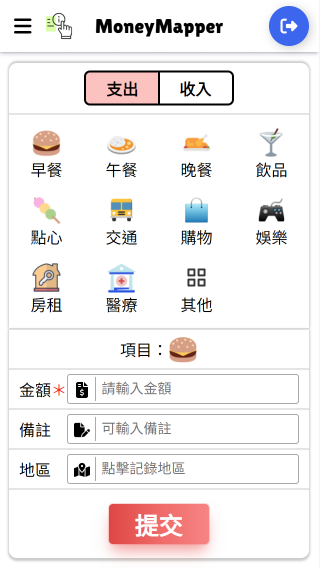 MoneyMapper
支出 收入
早餐 午餐 晚餐 飲品
點心 交通 購物 娛樂
房租 醫療 其他
項目：
金額＊ 請輸入金額
備註 可輸入備註
地區 點擊記錄地區
提交